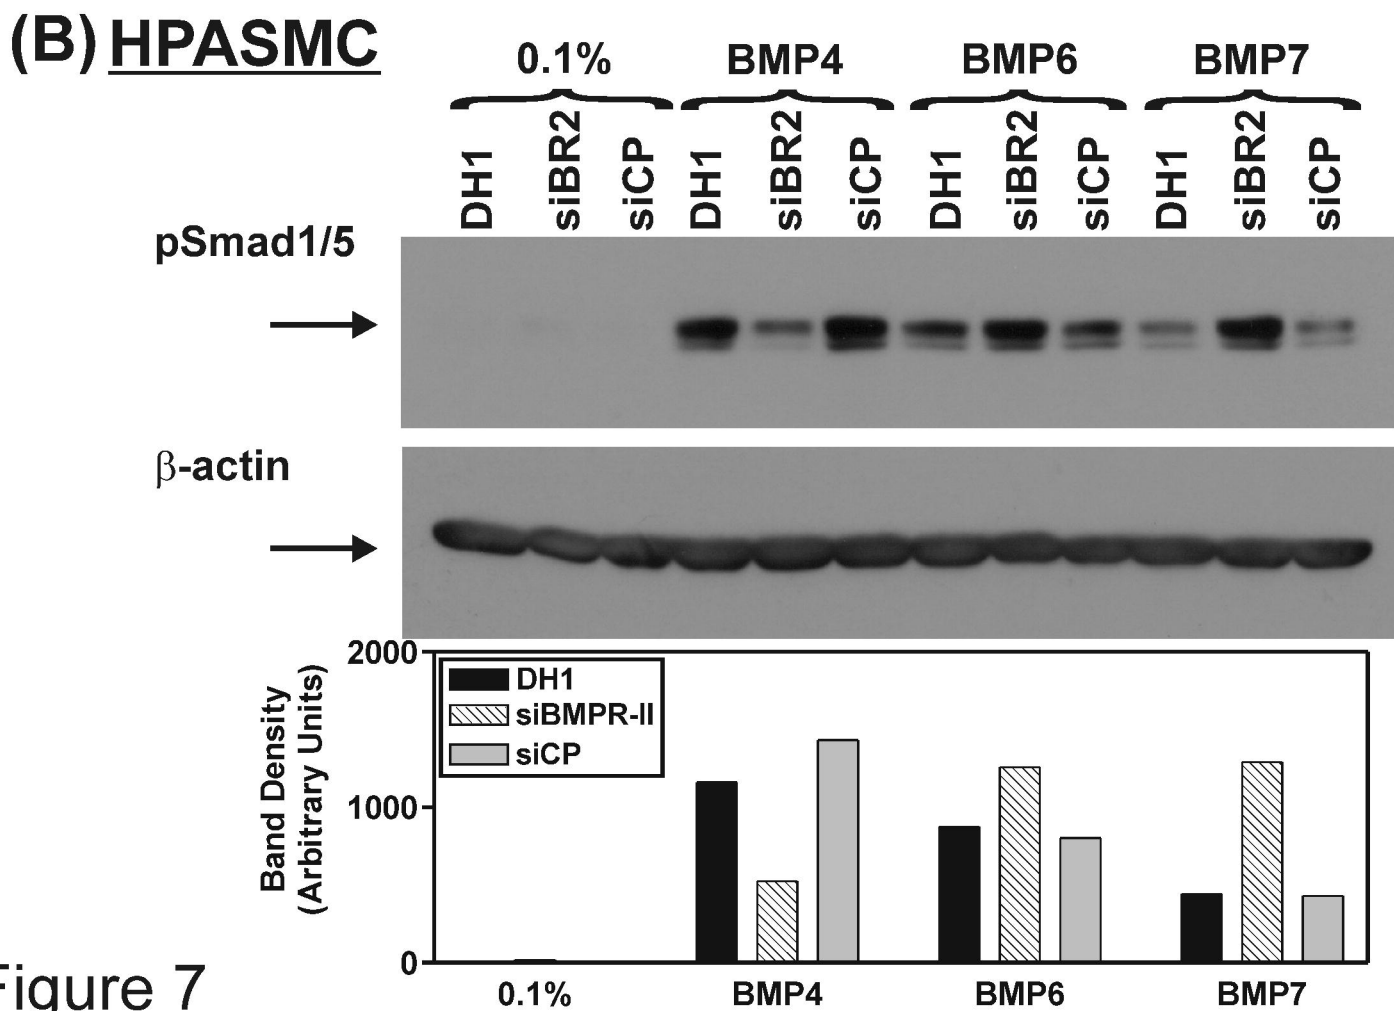 (B) HPASMC
0.1% BMP4 BMP6 BMP7
DH1 siBR2 siCP DH1 siBR2 siCP DH1 siBR2 siCP DH1 siBR2 siCP
pSmad1/5
β-actin
Band Density
(Arbitrary Units)
2000
1000
0
DH1
siBMPR-II
siCP
0.1% BMP4 BMP6 BMP7
Figure 7